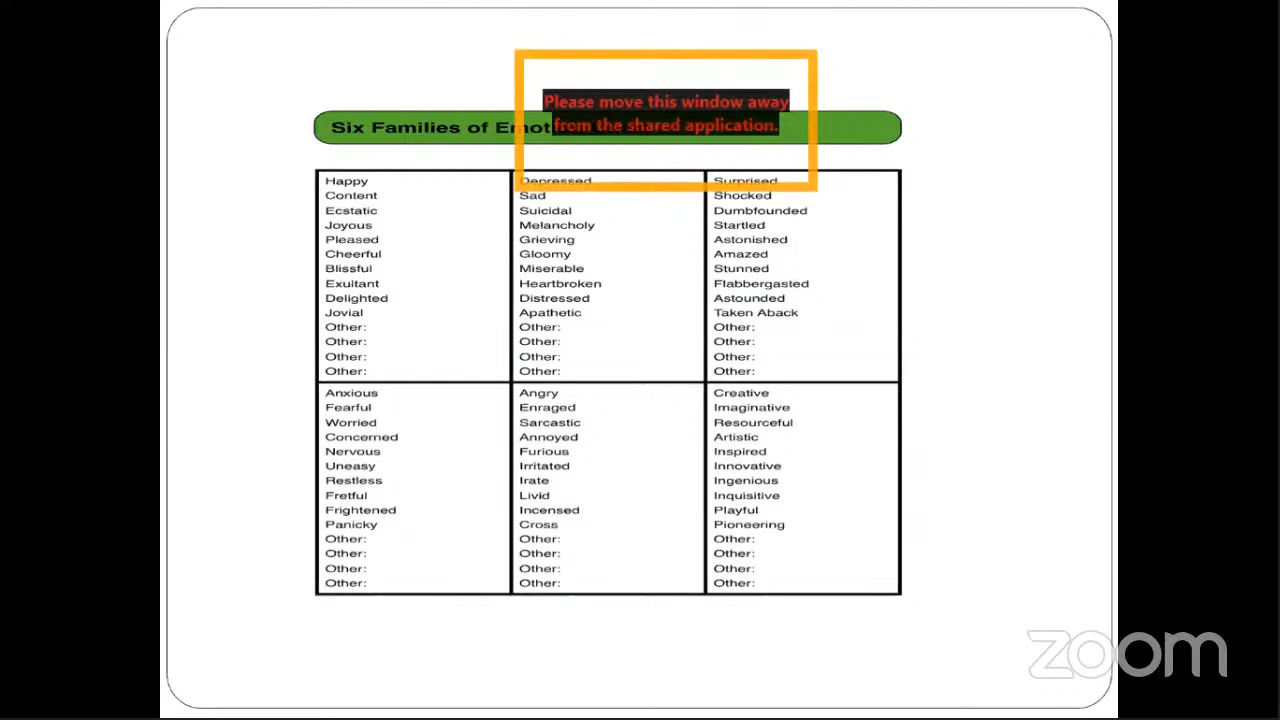 Please move this window away
from the shared application.
Six Families of Emot
Happy
Content
Ecstatic
Joyous
Pleased
Cheerful
Blissful
Exultant
Delighted
Jovial
Other:
Other:
Other:
Other:
Depressed
Sad
Suicidal
Melancholy
Grieving
Gloomy
Miserable
Heartbroken
Distressed
Apathetic
Other:
Other:
Other:
Other:
Surprised
Shocked
Dumbfounded
Startled
Astonished
Amazed
Stunned
Flabbergasted
Astounded
Taken Aback
Other:
Other:
Other:
Other:
Anxious
Fearful
Worried
Concerned
Nervous
Uneasy
Restless
Fretful
Frightened
Panicky
Other:
Other:
Other:
Other:
Angry
Enraged
Sarcastic
Annoyed
Furious
Irritated
Irate
Livid
Incensed
Cross
Other:
Other:
Other:
Other:
Creative
Imaginative
Resourceful
Artistic
Inspired
Innovative
Ingenious
Inquisitive
Playful
Pioneering
Other:
Other:
Other:
Other:
zoom